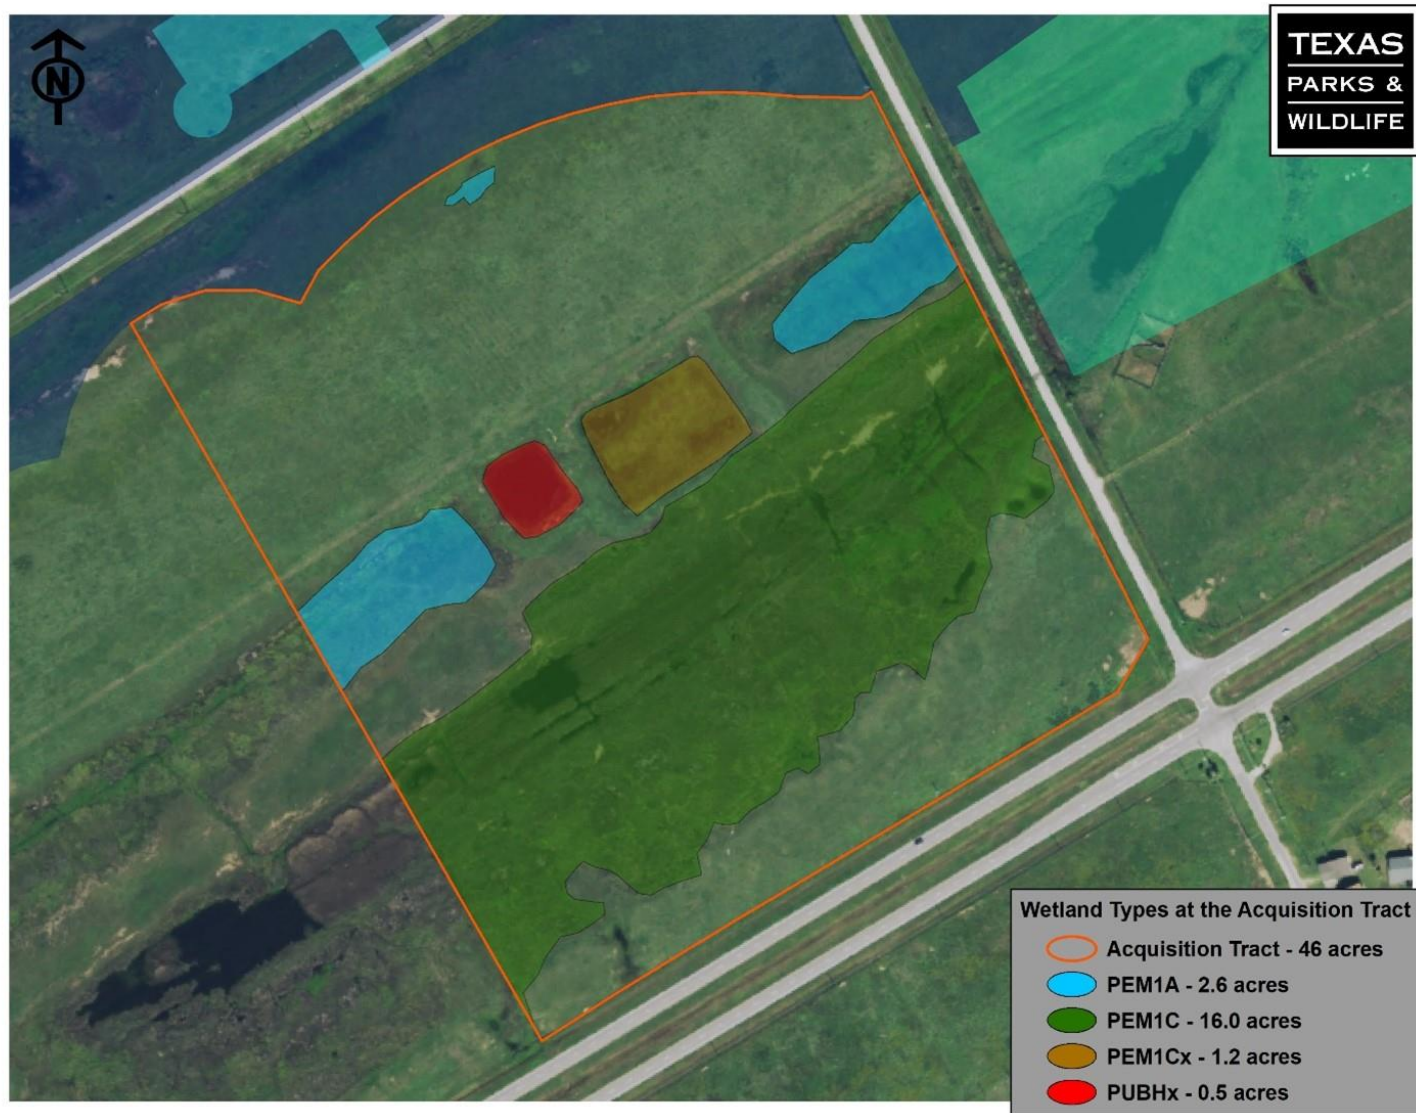 N
TEXAS
PARKS &
WILDLIFE
Wetland Types at the Acquisition Tract
Acquisition Tract - 46 acres
PEM1A - 2.6 acres
PEM1C - 16.0 acres
PEM1Cx - 1.2 acres
PUBHx - 0.5 acres